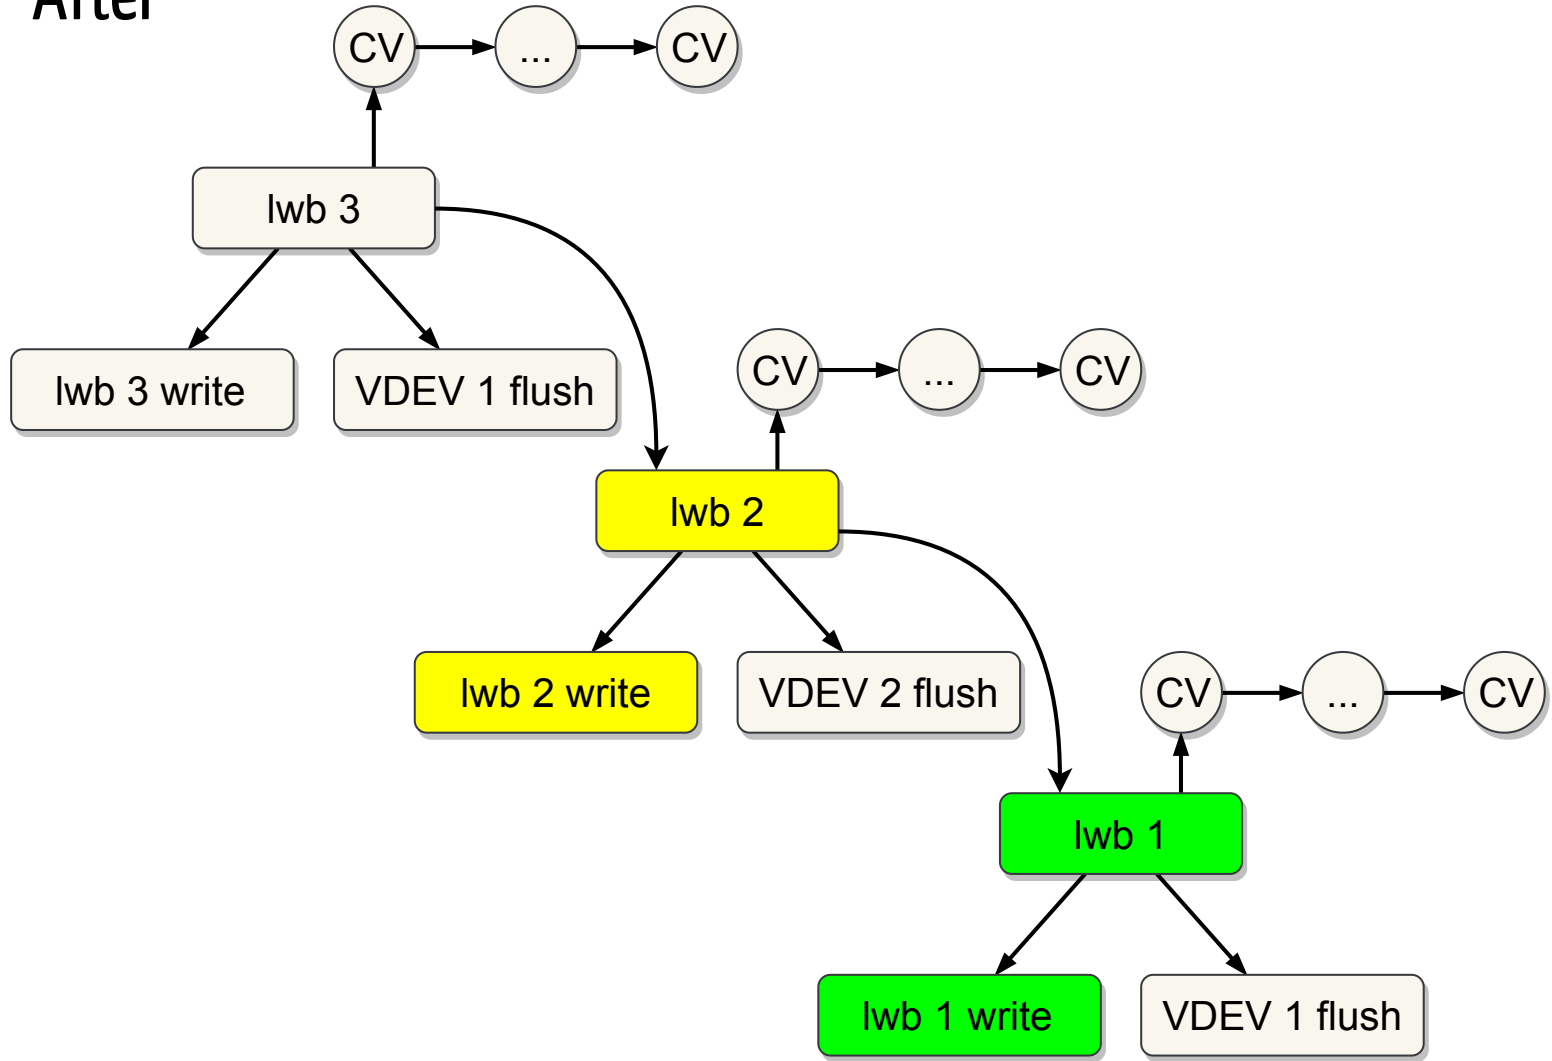 After
CV ... CV
lwb 3
lwb 3 write VDEV 1 flush
CV ... CV
lwb 2
lwb 2 write VDEV 2 flush
CV ... CV
lwb 1
lwb 1 write VDEV 1 flush